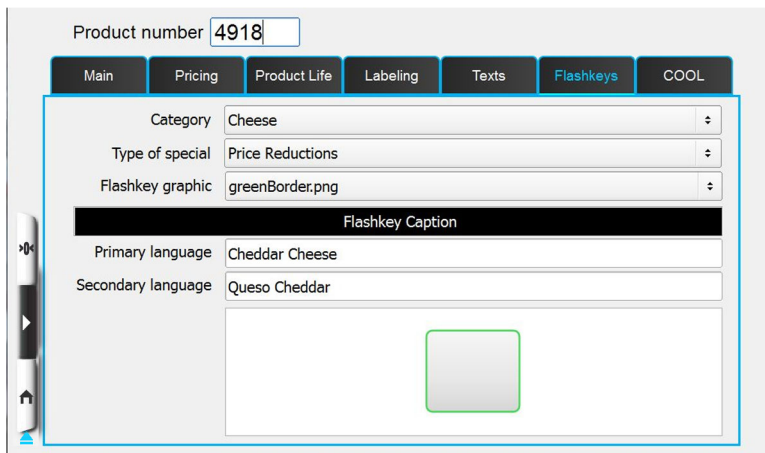 Product number 4918
Main Pricing Product Life Labeling Texts Flashkeys COOL
Category Cheese
Type of special Price Reductions
Flashkey graphic greenBorder.png
Flashkey Caption
>0<
Primary language Cheddar Cheese
Secondary language Queso Cheddar